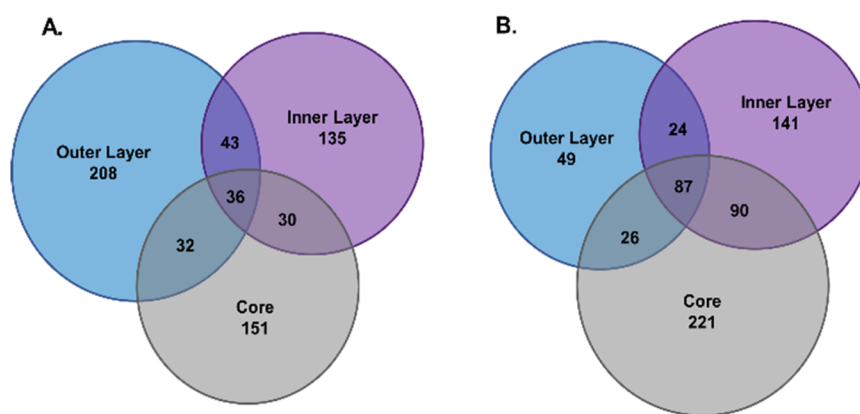 A.
Outer Layer
208
43
Inner Layer
135
36
32
30
Core
151
B.
Outer Layer
49
24
Inner Layer
141
87
26
90
Core
221